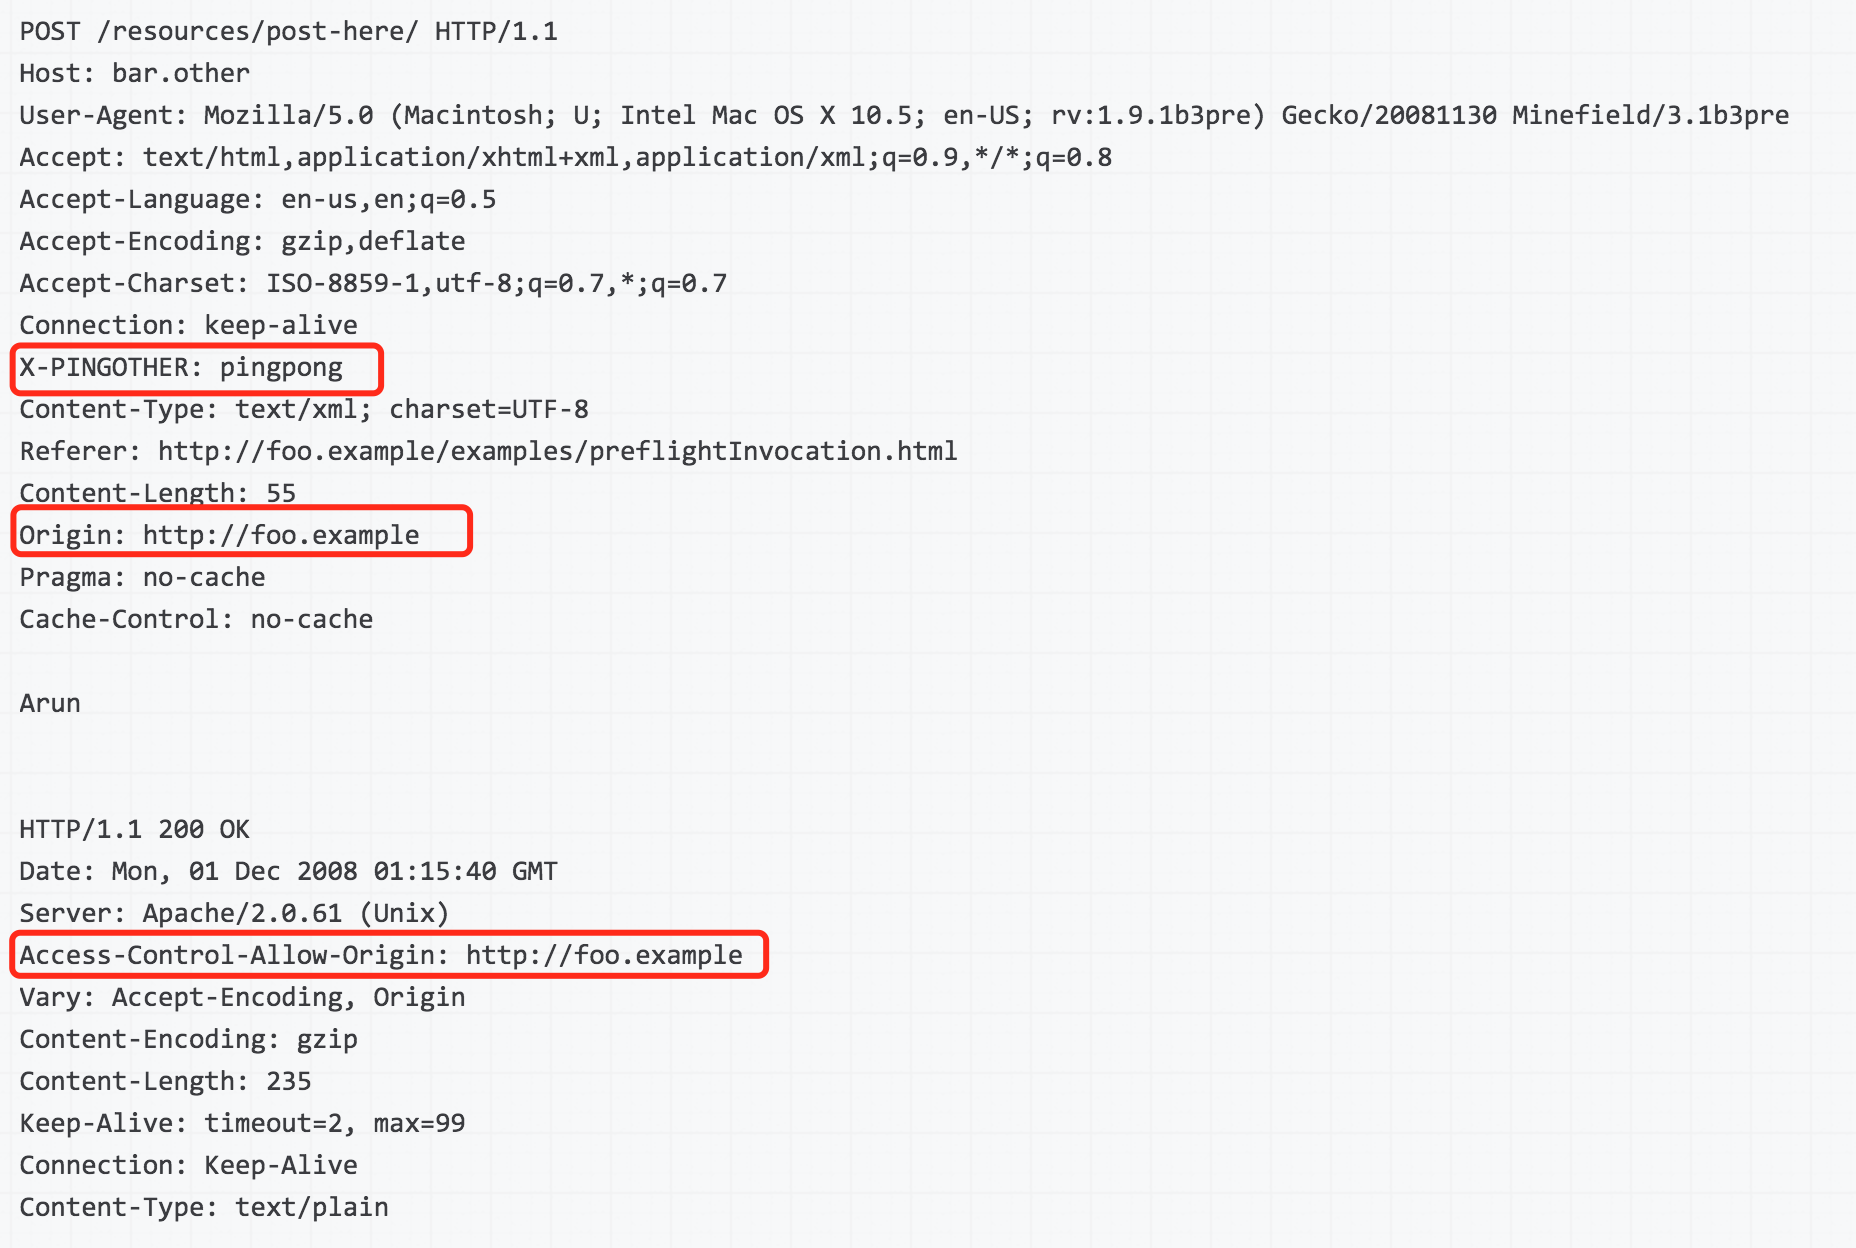 POST /resources/post-here/ HTTP/1.1
Host: bar.other
User-Agent: Mozilla/5.0 (Macintosh; U; Intel Mac OS X 10.5; en-US; rv:1.9.1b3pre) Gecko/20081130 Minefield/3.1b3pre
Accept: text/html,application/xhtml+xml,application/xml;q=0.9,*/*;q=0.8
Accept-Language: en-us,en;q=0.5
Accept-Encoding: gzip,deflate
Accept-Charset: ISO-8859-1,utf-8;q=0.7,*;q=0.7
Connection: keep-alive
X-PINGOTHER: pingpong
Content-Type: text/xml; charset=UTF-8
Referer: http://foo.example/examples/preflightInvocation.html
Content-Length: 55
Origin: http://foo.example
Pragma: no-cache
Cache-Control: no-cache
Arun
HTTP/1.1 200 OK
Date: Mon, 01 Dec 2008 01:15:40 GMT
Server: Apache/2.0.61 (Unix)
Access-Control-Allow-Origin: http://foo.example
Vary: Accept-Encoding, Origin
Content-Encoding: gzip
Content-Length: 235
Keep-Alive: timeout=2, max=99
Connection: Keep-Alive
Content-Type: text/plain